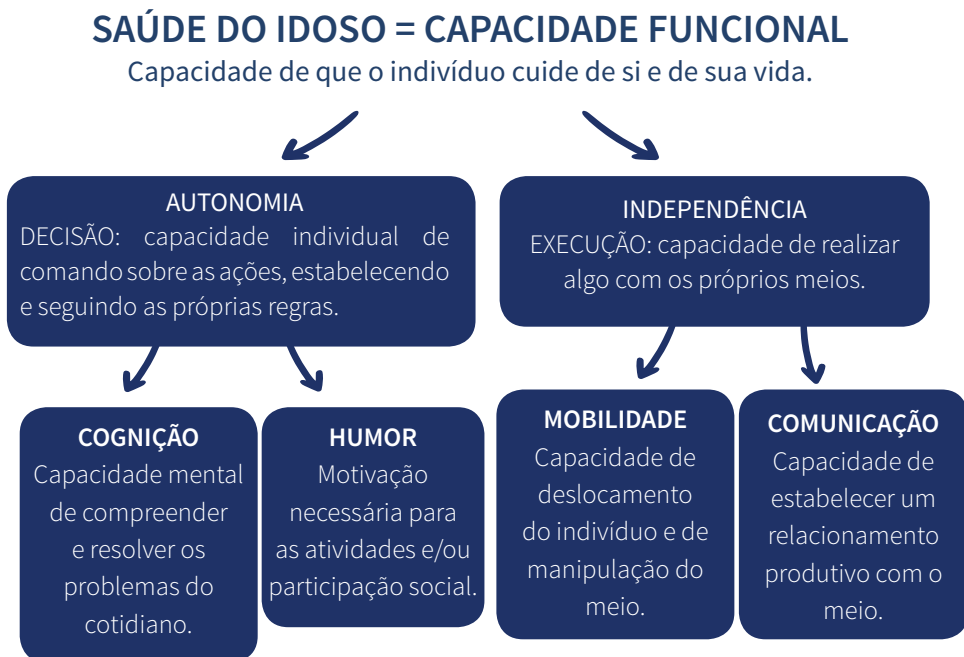 SAÚDE DO IDOSO = CAPACIDADE FUNCIONAL
Capacidade de que o indivíduo cuide de si e de sua vida.
AUTONOMIA
DECISÃO: capacidade individual de
comando sobre as ações, estabelecendo
e seguindo as próprias regras.
INDEPENDÊNCIA
EXECUÇÃO: capacidade de realizar
algo com os próprios meios.
COGNIÇÃO
Capacidade mental
de compreender
e resolver os
problemas do
cotidiano.
HUMOR
Motivação
necessária para
as atividades e/ou
participação social.
MOBILIDADE
Capacidade de
deslocamento
do indivíduo e de
manipulação do
meio.
COMUNICAÇÃO
Capacidade de
estabelecer um
relacionamento
produtivo com o
meio.